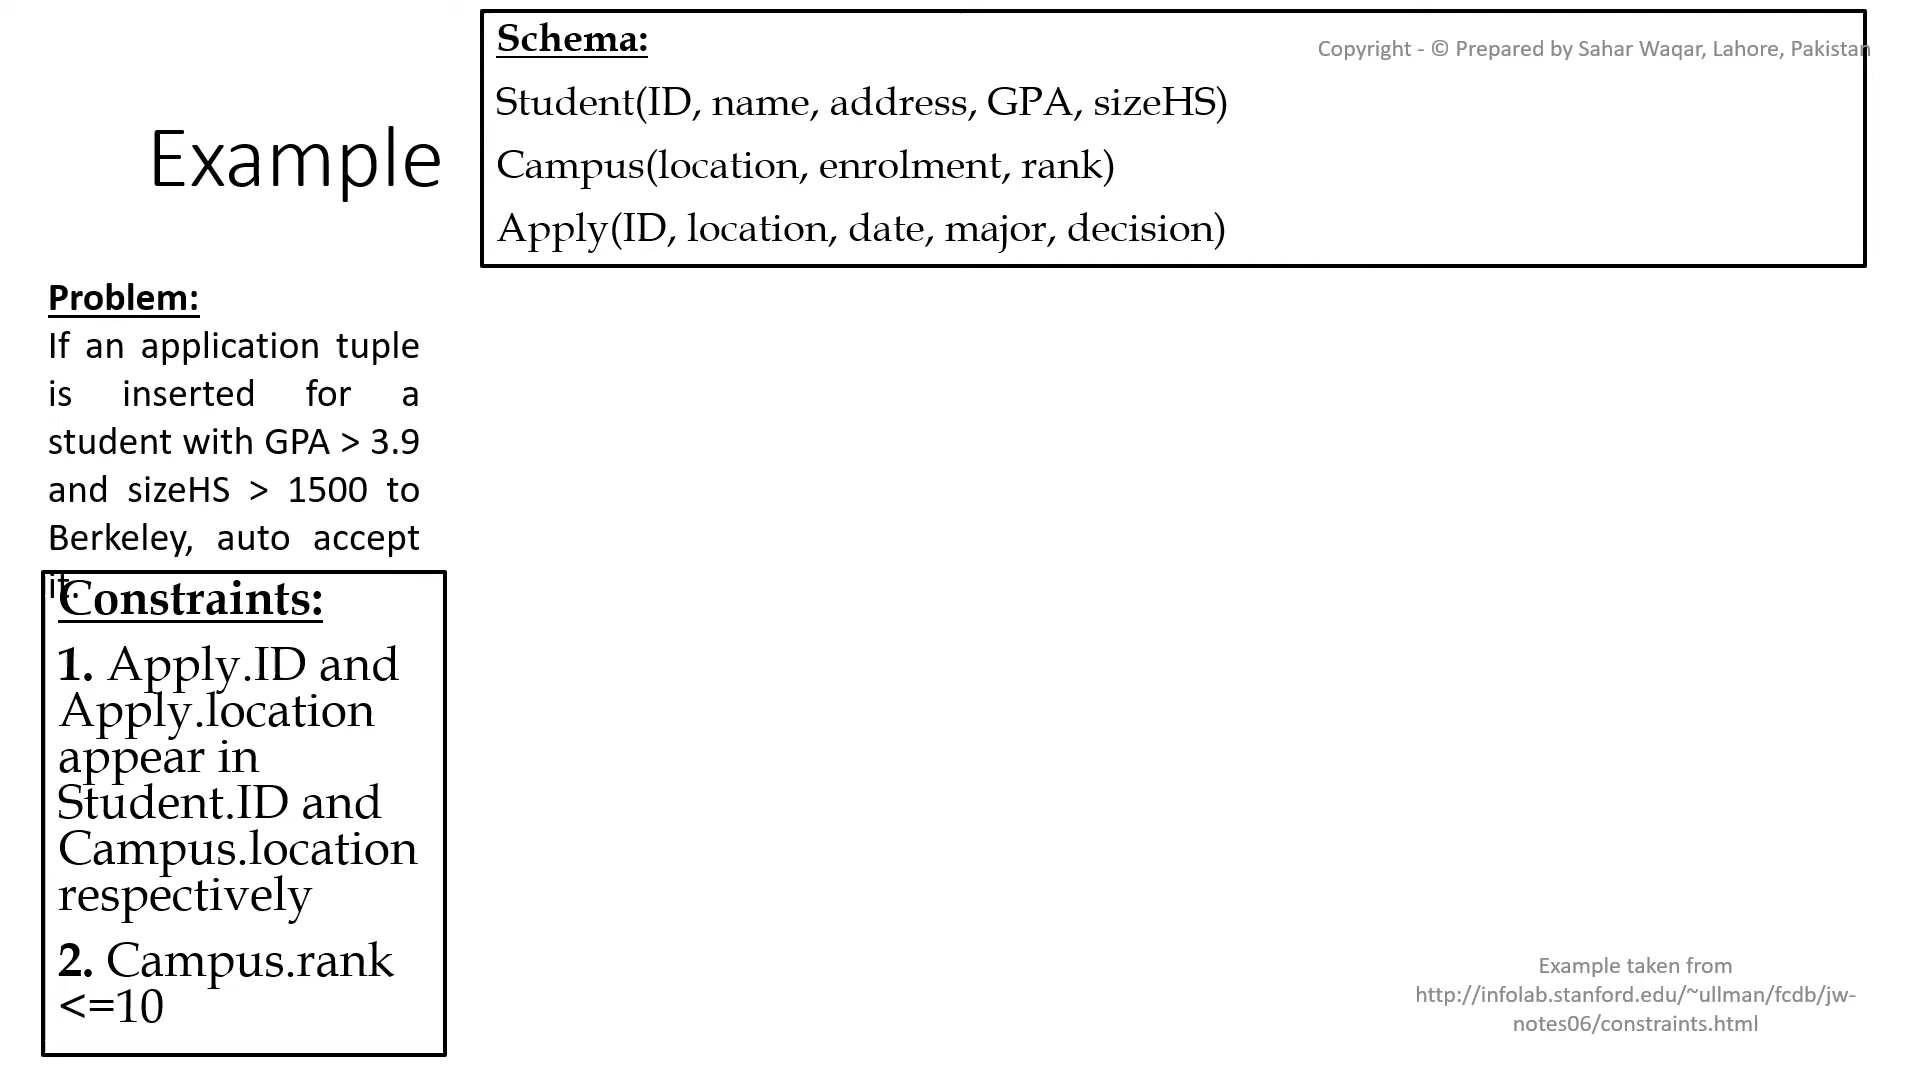 Schema:
Copyright - © Prepared by Sahar Waqar, Lahore, Pakistan
Student(ID, name, address, GPA, sizeHS)
Campus(location, enrolment, rank)
Apply(ID, location, date, major, decision)
Example
Problem:
If an application tuple
is inserted for a
student with GPA > 3.9
and sizeHS > 1500 to
Berkeley, auto accept
it.
Constraints:
1. Apply.ID and
Apply.location
appear in
Student.ID and
Campus.location
respectively
2. Campus.rank
<=10
Example taken from
http://infolab.stanford.edu/~ullman/fcdb/jw-
notes06/constraints.html